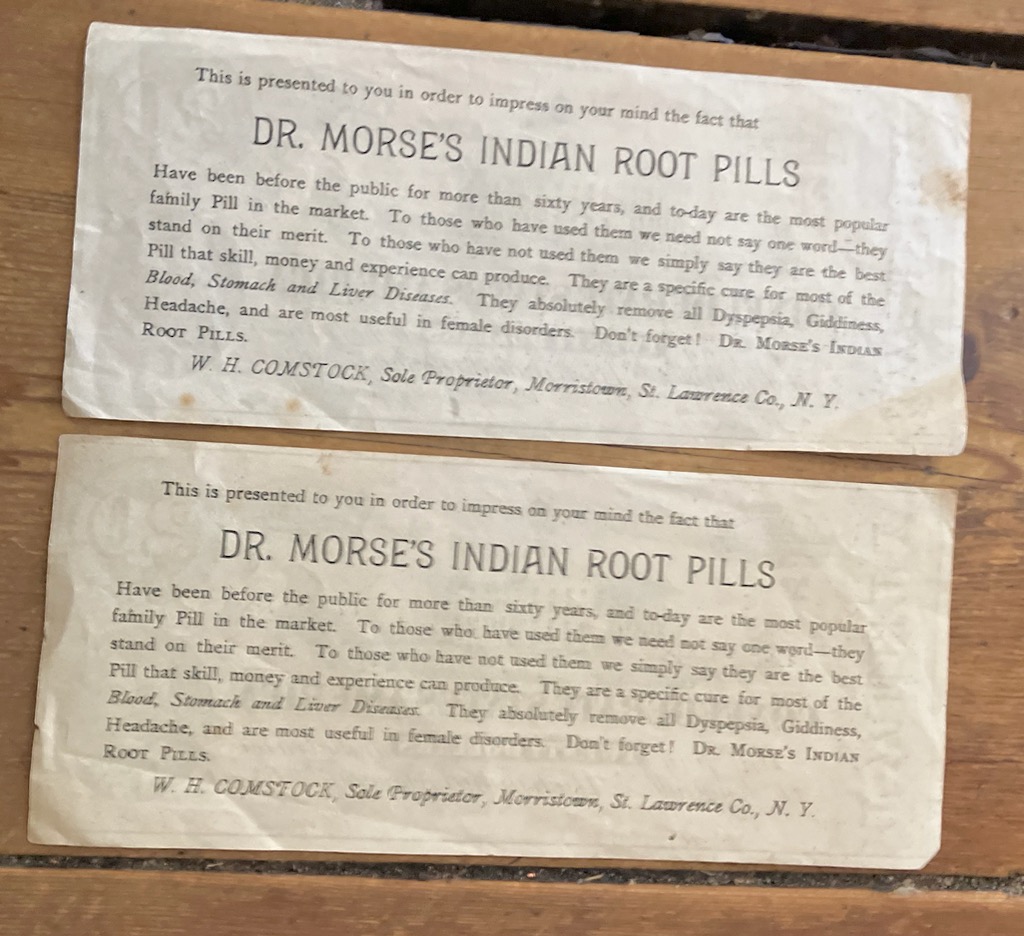 This is presented to you in order to impress on your mind the fact that
DR. MORSE'S INDIAN ROOT PILLS
Have been before the public for more than sixty years, and to-day are the most popular
family Pill in the market. To those who have used them we need not say one word—they
stand on their merit. To those who have not used them we simply say they are the best
Pill that skill, money and experience can produce. They are a specific cure for most of the
Blood, Stomach and Liver Diseases. They absolutely remove all Dyspepsia, Giddiness,
Headache, and are most useful in female disorders. Don't forget! DR. MORSE'S INDIAN
ROOT PILLS.
W. H. COMSTOCK, Sole Proprietor, Morristown, St. Lawrence Co., N. Y.
This is presented to you in order to impress on your mind the fact that
DR. MORSE'S INDIAN ROOT PILLS
Have been before the public for more than sixty years, and to-day are the most popular
family Pill in the market. To those who have used them we need not say one word—they
stand on their merit. To those who have not used them we simply say they are the best
Pill that skill, money and experience can produce. They are a specific cure for most of the
Blood, Stomach and Liver Diseases. They absolutely remove all Dyspepsia, Giddiness,
Headache, and are most useful in female disorders. Don't forget! DR. MORSE'S INDIAN
ROOT PILLS.
W. H. COMSTOCK, Sole Proprietor, Morristown, St. Lawrence Co., N. Y.